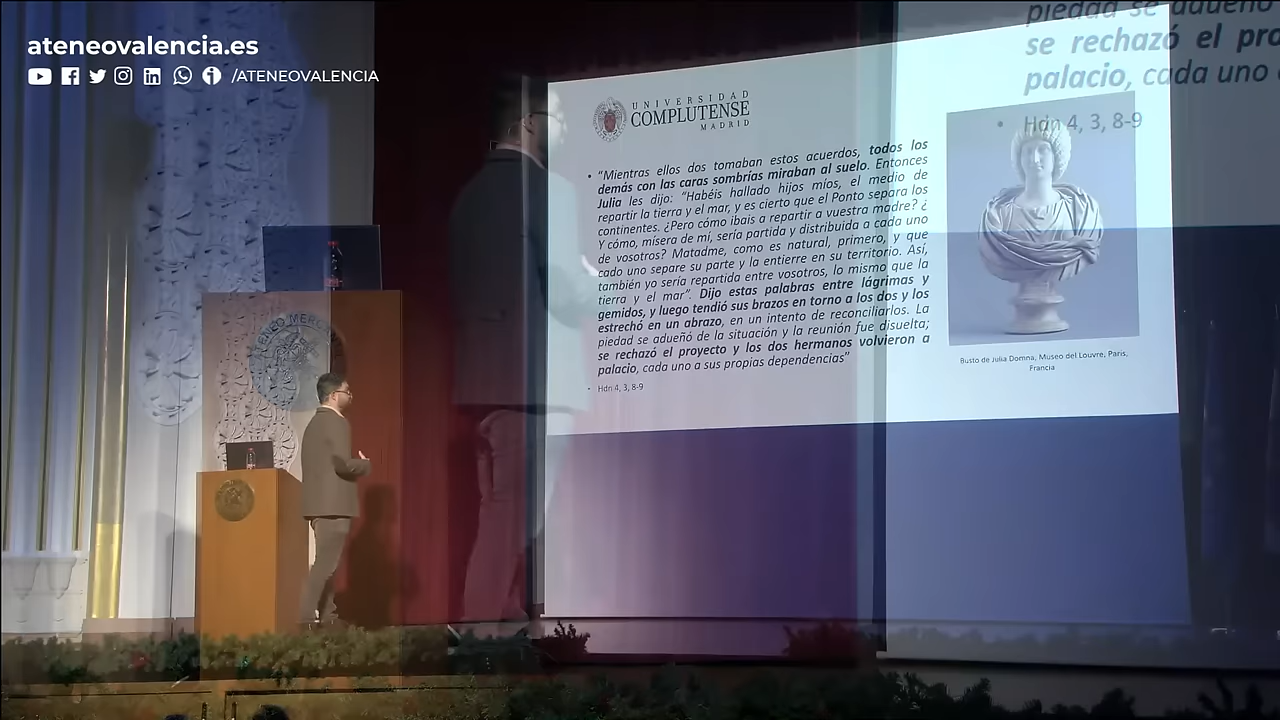 ateneovalencia.es
/ATENEOVALENCIA
UNIVERSIDAD
COMPLUTENSE
MADRID
• “Mientras ellos dos tomaban estos acuerdos, todos los
demás con las caras sombrías miraban al suelo. Entonces
Julia les dijo: “Habéis hallado hijos míos, el medio de
repartir la tierra y el mar, y es cierto que el Ponto separa los
continentes. ¿Pero cómo ibais a repartir a vuestra madre? ¿
Y cómo, mísera de mí, sería partida y distribuida a cada uno
de vosotros? Matadme, como es natural, primero, y que
cado uno separe su parte y la entierre en su territorio. Así,
también yo sería repartida entre vosotros, lo mismo que la
tierra y el mar”. Dijo estas palabras entre lágrimas y
gemidos, y luego tendió sus brazos en torno a los dos y los
estrechó en un abrazo, en un intento de reconciliarlos. La
piedad se adueñó de la situación y la reunión fue disuelta;
se rechazó el proyecto y los dos hermanos volvieron a
palacio, cada uno a sus propias dependencias”
• Hdn 4, 3, 8-9
Busto de Julia Domna, Museo del Louvre, Paris,
Francia
piedad se adueñó
se rechazó el pro
palacio, cada uno
• Hdn 4, 3, 8-9
ATENEO MERC